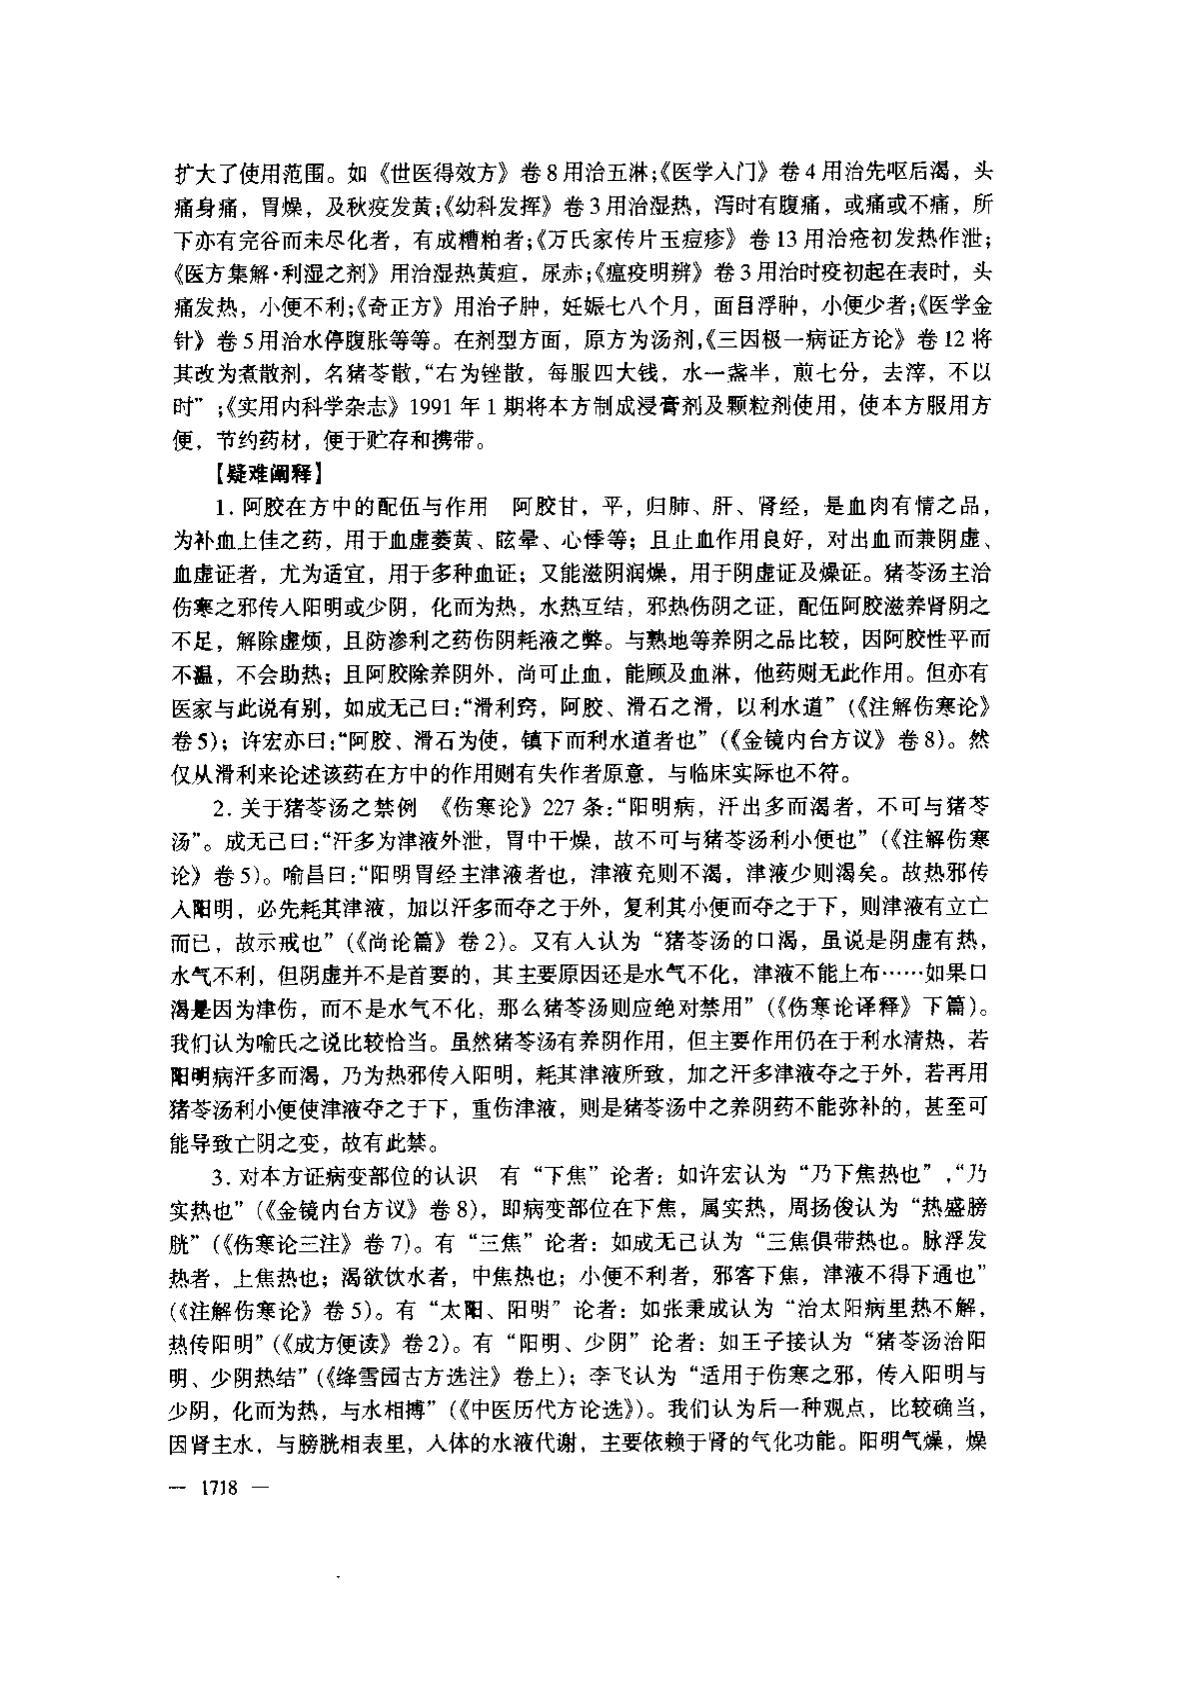 扩大了使用范围。如《世医得效方》卷8用治五淋;《医学入门》卷4用治先呕后渴，头
痛身痛，胃燥，及秋疫发黄;《幼科发挥》卷3用治湿热，泻时有腹痛，或痛或不痛，所
下亦有完谷而未尽化者，有成糟粕者;《万氏家传片玉痘疹》卷13用治疮初发热作泄;
《医方集解·利湿之剂》用治湿热黄疸，尿赤;《瘟疫明辨》卷3用治时疫初起在表时，头
痛发热，小便不利;《奇正方》用治子肿，妊娠七八个月，面目浮肿，小便少者;《医学金
针》卷5用治水停腹胀等等。在剂型方面，原方为汤剂,《三因极一病证方论》卷12将
其改为煮散剂，名猪苓散,“右为锉散，每服四大钱，水一盏半，煎七分，去滓，不以
时”;《实用内科学杂志》1991年1期将本方制成浸膏剂及颗粒剂使用，使本方服用方
便，节约药材，便于贮存和携带。
【疑难阐释】
1. 阿胶在方中的配伍与作用 阿胶甘，平，归肺、肝、肾经，是血肉有情之品，
为补血上佳之药，用于血虚萎黄、眩晕、心悸等；且止血作用良好，对出血而兼阴虚、
血虚证者，尤为适宜，用于多种血证；又能滋阴润燥，用于阴虚证及燥证。猪苓汤主治
伤寒之邪传入阳明或少阴，化而为热，水热互结，邪热伤阴之证，配伍阿胶滋养肾阴之
不足，解除虚烦，且防渗利之药伤阴耗液之弊。与熟地等养阴之品比较，因阿胶性平而
不温，不会助热；且阿胶除养阴外，尚可止血，能顾及血淋，他药则无此作用。但亦有
医家与此说有别，如成无己曰:“滑利窍，阿胶、滑石之滑，以利水道”(《注解伤寒论》
卷5)；许宏亦曰:“阿胶、滑石为使，镇下而利水道者也”(《金镜内台方议》卷8)。然
仅从滑利来论述该药在方中的作用则有失作者原意，与临床实际也不符。
2. 关于猪苓汤之禁例 《伤寒论》227条:“阳明病，汗出多而渴者，不可与猪苓
汤”。成无己曰:“汗多为津液外泄，胃中干燥，故不可与猪苓汤利小便也”(《注解伤寒
论》卷5)。喻昌曰:“阳明胃经主津液者也，津液充则不渴，津液少则渴矣。故热邪传
入阳明，必先耗其津液，加以汗多而夺之于外，复利其小便而夺之于下，则津液有立亡
而已，故示戒也”(《尚论篇》卷2)。又有人认为“猪苓汤的口渴，虽说是阴虚有热，
水气不利，但阴虚并不是首要的，其主要原因还是水气不化，津液不能上布……如果口
渴是因为津伤，而不是水气不化，那么猪苓汤则应绝对禁用”(《伤寒论译释》下篇)。
我们认为喻氏之说比较恰当。虽然猪苓汤有养阴作用，但主要作用仍在于利水清热，若
阳明病汗多而渴，乃为热邪传入阳明，耗其津液所致，加之汗多津液夺之于外，若再用
猪苓汤利小便使津液夺之于下，重伤津液，则是猪苓汤中之养阴药不能弥补的，甚至可
能导致亡阴之变，故有此禁。
3. 对本方证病变部位的认识 有“下焦”论者：如许宏认为“乃下焦热也”,“乃
实热也”(《金镜内台方议》卷8)，即病变部位在下焦，属实热，周扬俊认为“热盛膀
胱”(《伤寒论三注》卷7)。有“三焦”论者：如成无己认为“三焦俱带热也。脉浮发
热者，上焦热也；渴欲饮水者，中焦热也；小便不利者，邪客下焦，津液不得下通也”
(《注解伤寒论》卷5)。有“太阳、阳明”论者：如张秉成认为“治太阳病里热不解，
热传阳明”(《成方便读》卷2)。有“阳明、少阴”论者：如王子接认为“猪苓汤治阳
明、少阴热结”(《绛雪园古方选注》卷上)；李飞认为“适用于伤寒之邪，传入阳明与
少阴，化而为热，与水相搏”(《中医历代方论选》)。我们认为后一种观点，比较确当，
因肾主水，与膀胱相表里，人体的水液代谢，主要依赖于肾的气化功能。阳明气燥，燥
— 1718 —